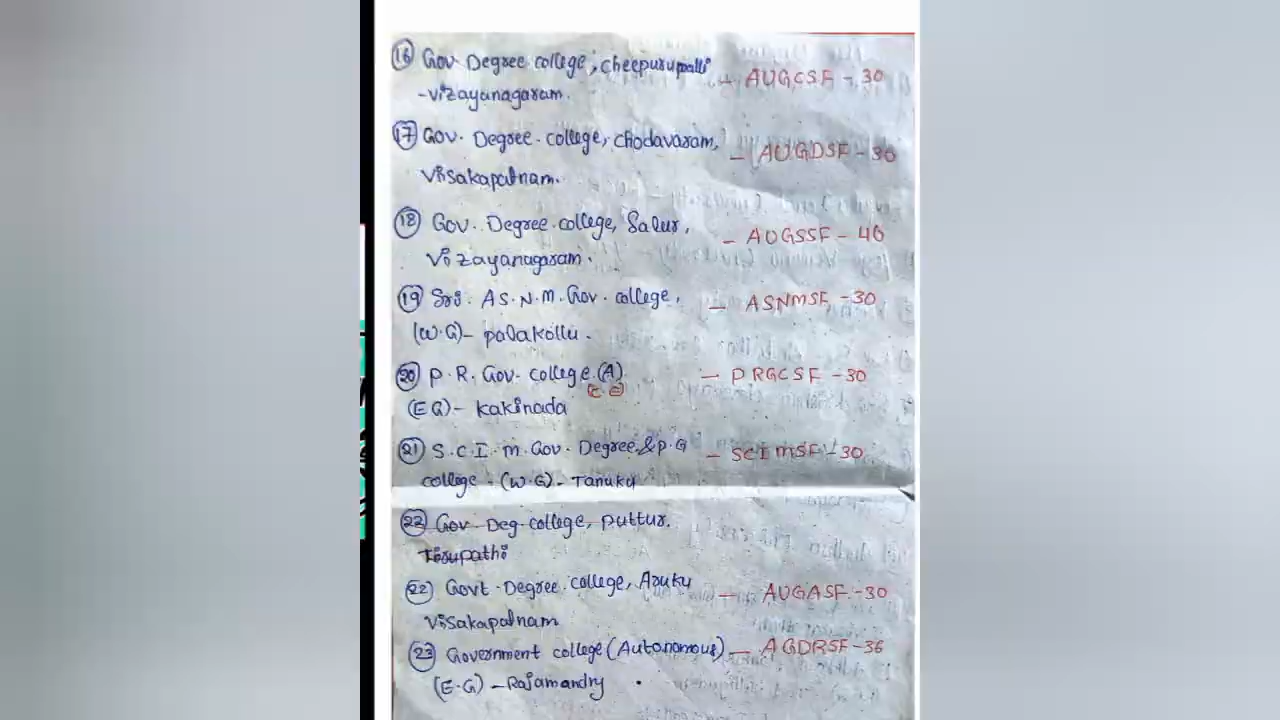 16 Gov Degree college, cheepurupalli - AUGCSF - 30
-vizayanagaram.
17 Gov. Degree college, chodavaram, - AUGDSF - 30
Visakapatnam.
18 Gov. Degree college, Salur, - AUGSSF - 40
Vizayanagaram.
19 Sri. A.S.N.M. Gov. college, - ASNMSF - 30
(W.G)- palakollu.
20 P.R. Gov- college (A) - PRGCSF - 30
(EG)- kakinada
21 S.C.I.M. Gov. Degree & P.G - SCIMSF - 30
college - (W.G) - Tanuku
22 Gov Deg college, puttur.
Tirupathi
22 Govt Degree college, Aruku - AUGASF - 30
Visakapatnam
23 Government college (Autonomous) - AGDRSF - 36
(E.G) - Rajamandry .